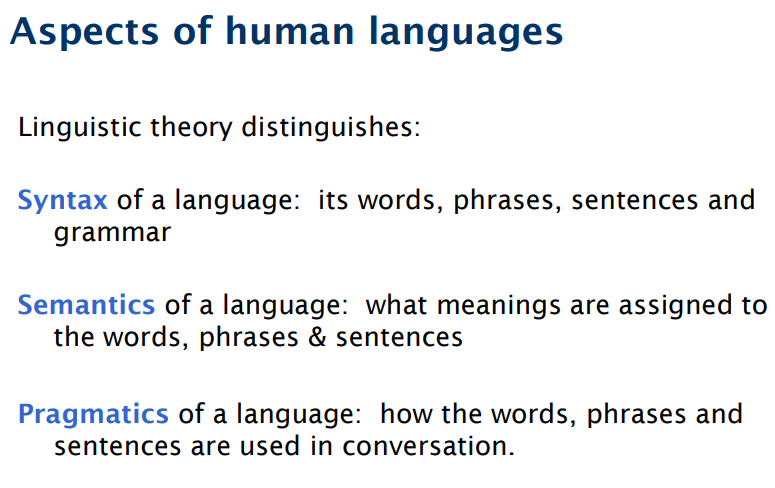 Aspects of human languages
Linguistic theory distinguishes:
Syntax of a language:  its words, phrases, sentences and
grammar
Semantics of a language:  what meanings are assigned to
the words, phrases & sentences
Pragmatics of a language:  how the words, phrases and
sentences are used in conversation.